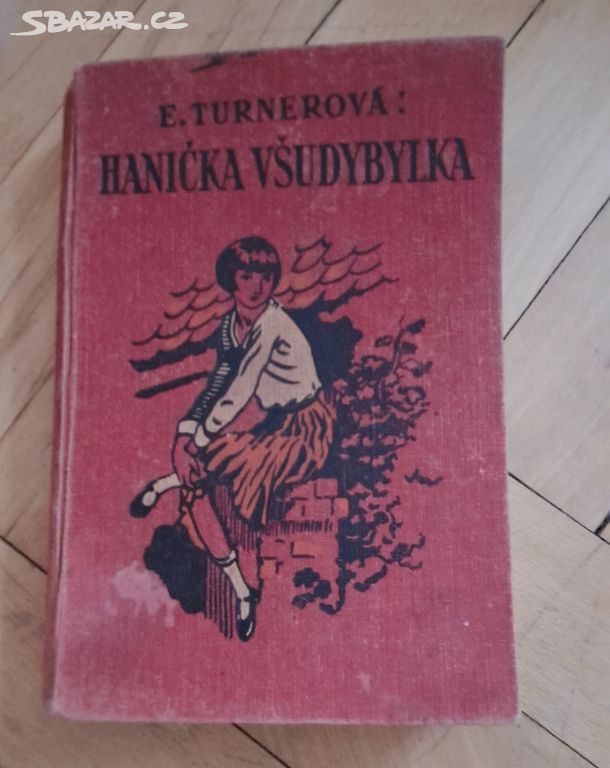 SBAZAR.CZ
E. TURNEROVÁ:
HANIČKA VŠUDYBYLKA